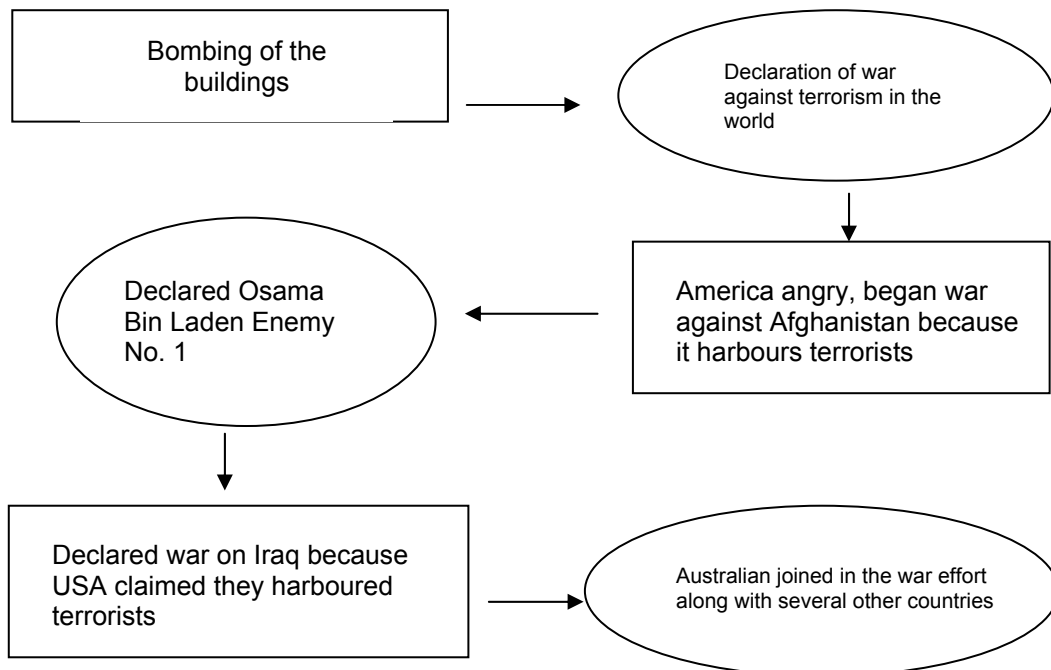 Bombing of the
buildings
Declaration of war
against terrorism in the
world
America angry, began war
against Afghanistan because
it harbours terrorists
Declared Osama
Bin Laden Enemy
No. 1
Declared war on Iraq because
USA claimed they harboured
terrorists
Australian joined in the war effort
along with several other countries